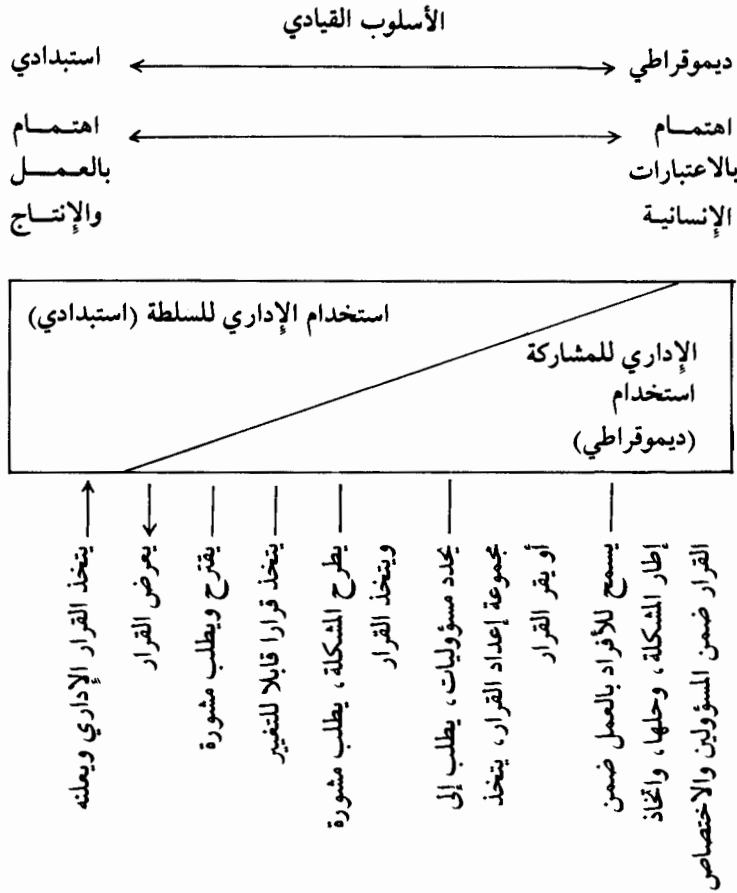 الأسلوب القيادي
ديموقراطي
استبدادي
اهتمام
بالاعتبارات
الإنسانية
اهتمام
بالعمل
والإنتاج
استخدام الإداري للسلطة (استبدادي)
الإداري للمشاركة
استخدام
(ديموقراطي)
يتخذ القرار الإداري ويعلنه
يعرض القرار
يقترح ويطلب مشورة
يتخذ قرارا قابلا للتغيير
يطرح المشكلة، يطلب مشورة
ويتخذ القرار
يحدد مسؤوليات، يطلب إلى
مجموعة إعداد القرار، يتخذ
أو يقر القرار
يسمح للأفراد بالعمل ضمن
إطار المشكلة، وحلها، واتخاذ
القرار ضمن المسؤولين والاختصاص